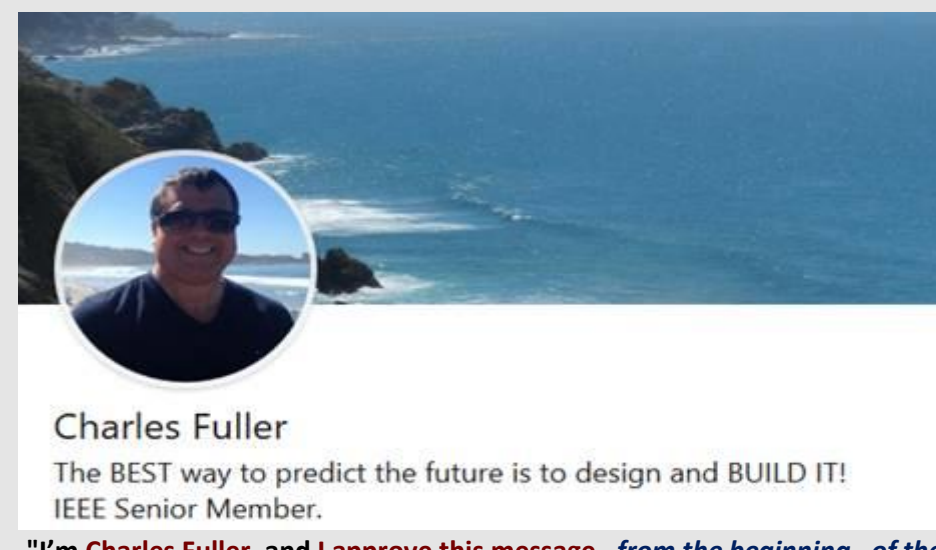 Charles Fuller
The BEST way to predict the future is to design and BUILD IT!
IEEE Senior Member.
"I'm Charles Fuller, and I approve this message - from the beginning - of the